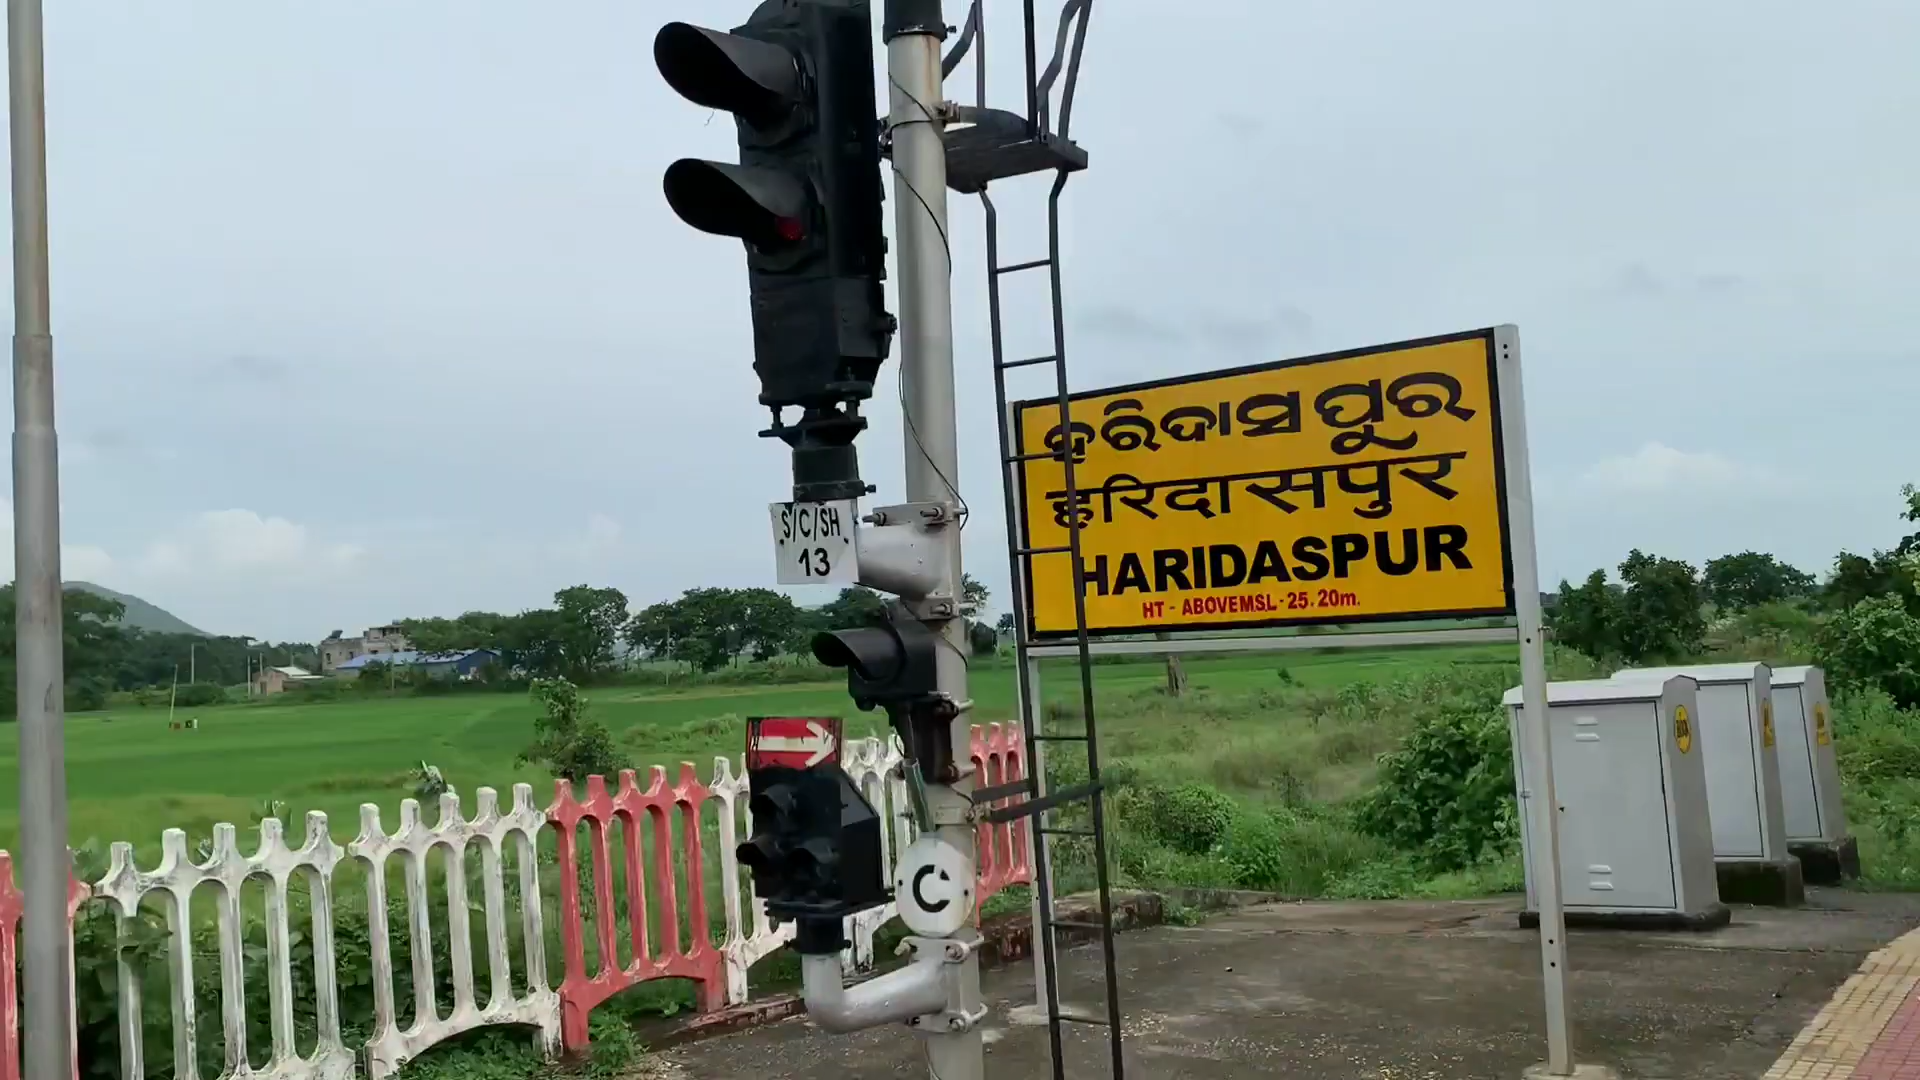 S/C/SH
13
C
ହରିଦାସପୁର
हरिदासपुर
HARIDASPUR
HT - ABOVEMSL - 25.20m.